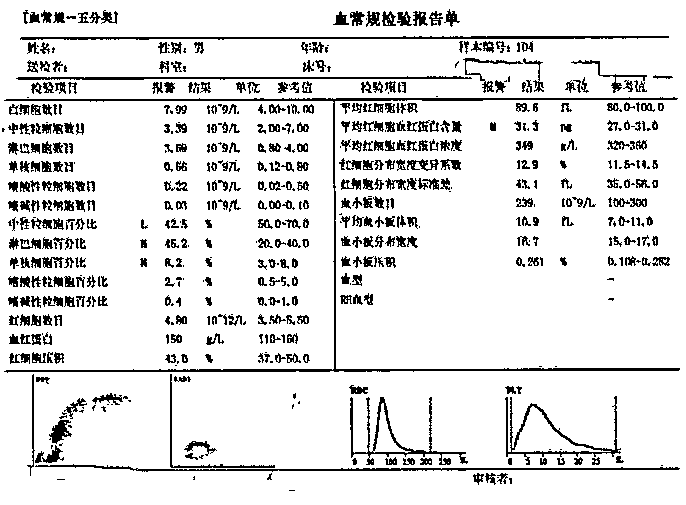 [血常规一五分类]
血常规检验报告单
姓名:
性别: 男
年龄:
样本编号: 104
送检者:
科室:
床号:
检验项目 报警 结果 单位 参考值
白细胞数目 7.99 10^9/L 4.00-10.00
中性粒细胞数目 3.39 10^9/L 2.00-7.00
淋巴细胞数目 10^9/L 0.80-4.00
单核细胞数目 0.66 10^9/L
嗜酸性粒细胞数目 0.22 10^9/L 0.02-0.50
嗜碱性粒细胞数目 0.03 10^9/L 0.00-0.10
中性粒细胞百分比 L 42.5 % 50.0-70.0
淋巴细胞百分比 H % 20.0-40.0
单核细胞百分比 H 8.2 % 3.0-8.0
嗜酸性粒细胞百分比 2.7 % 0.5-5.0
嗜碱性粒细胞百分比 0.4 % 0.0-1.0
红细胞数目 4.80 10^12/L 3.50-5.50
血红蛋白 150 g/L 110-160
红细胞压积 43.0 % 37.0-50.0
检验项目 报警 结果 单位 参考值
平均红细胞体积 89.6 fL 80.0-100.0
平均红细胞血红蛋白含量 H 31.3 pg 27.0-31.0
平均红细胞血红蛋白浓度 349 g/L 320-360
红细胞分布宽度变异系数 12.9 % 11.5-14.5
红细胞分布宽度标准差 43.1 fL 35.0-56.0
血小板数目 239 10^9/L 100-300
平均血小板体积 10.9 fL 7.0-11.0
血小板分布宽度 16.7 15.0-17.0
血小板压积 0.261 % 0.108-0.282
血型 -
RH血型 -
RBC
0 50 100 150 200 250 fL
PLT
0 5 10 15 20 25 fL
审核者: